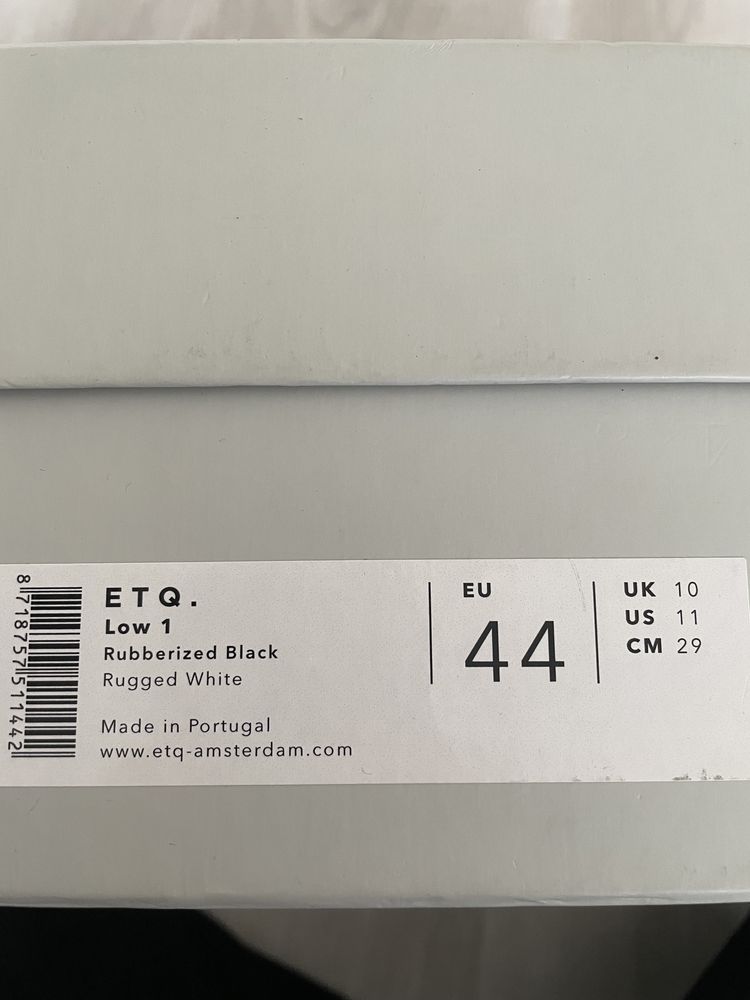 8718757511442
ETQ.
Low 1
Rubberized Black
Rugged White
Made in Portugal
www.etq-amsterdam.com
EU
44
UK 10
US 11
CM 29